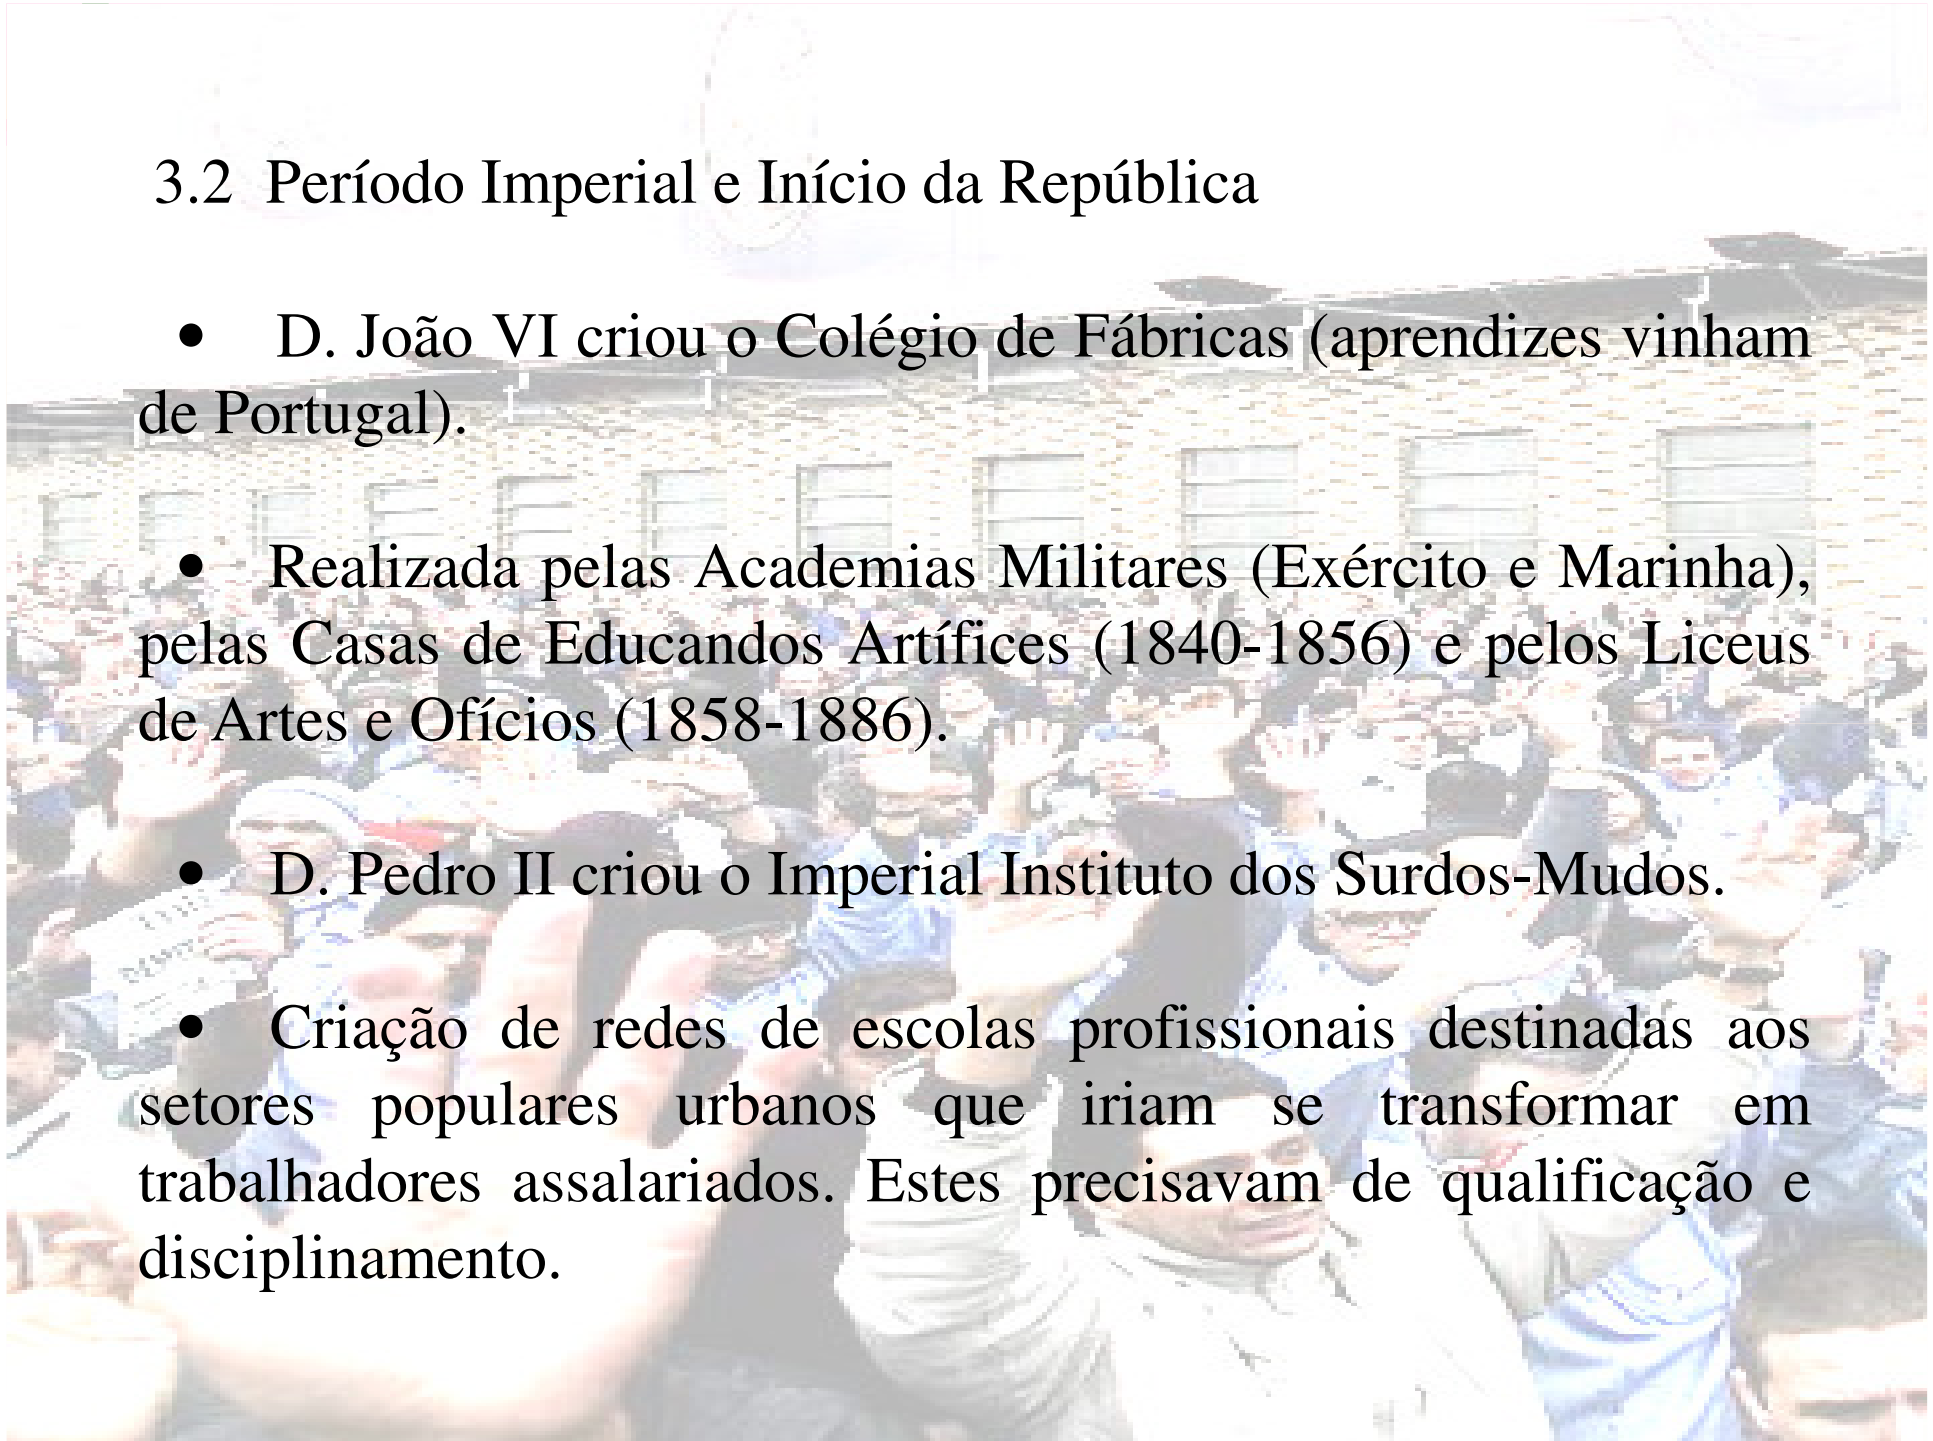 3.2 Período Imperial e Início da República
• D. João VI criou o Colégio de Fábricas (aprendizes vinham
de Portugal).
• Realizada pelas Academias Militares (Exército e Marinha),
pelas Casas de Educandos Artífices (1840-1856) e pelos Liceus
de Artes e Ofícios (1858-1886).
• D. Pedro II criou o Imperial Instituto dos Surdos-Mudos.
• Criação de redes de escolas profissionais destinadas aos
setores populares urbanos que iriam se transformar em
trabalhadores assalariados. Estes precisavam de qualificação e
disciplinamento.